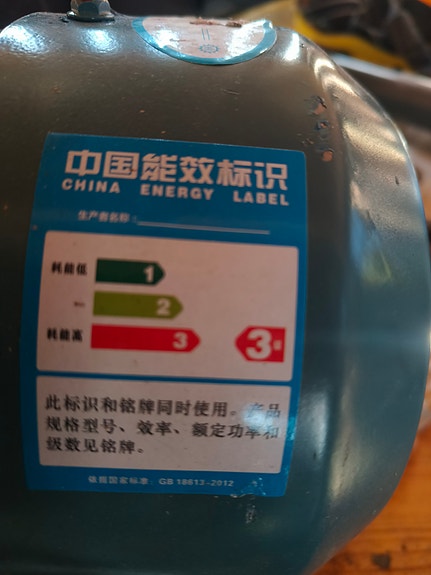 中国能效标识
CHINA ENERGY LABEL
生产者名称：
耗能低 1
2
耗能高 3 3级
此标识和铭牌同时使用。产品
规格型号、效率、额定功率和
级数见铭牌。
依据国家标准：GB 18613-2012